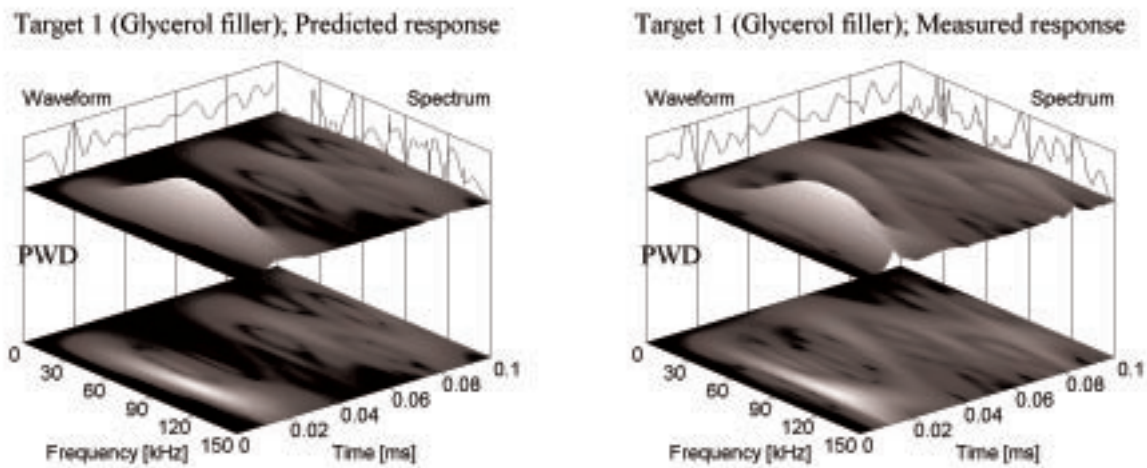 Target 1 (Glycerol filler); Predicted response
Waveform
Spectrum
PWD
0
30
60
90
120
150
Frequency [kHz]
0
0.02
0.04
0.06
0.08
0.1
Time [ms]
Target 1 (Glycerol filler); Measured response
Waveform
Spectrum
PWD
0
30
60
90
120
150
Frequency [kHz]
0
0.02
0.04
0.06
0.08
0.1
Time [ms]